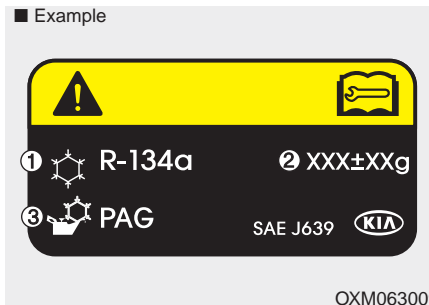 ■ Example
① R-134a ② XXX±XXg
③ PAG SAE J639 KIA
OXM06300